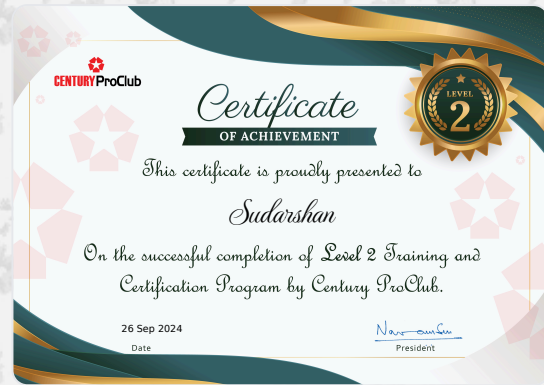 CENTURY ProClub
Certificate
OF ACHIEVEMENT
LEVEL
2
This certificate is proudly presented to
Sudarshan
On the successful completion of Level 2 Training and
Certification Program by Century ProClub.
26 Sep 2024
Date
President